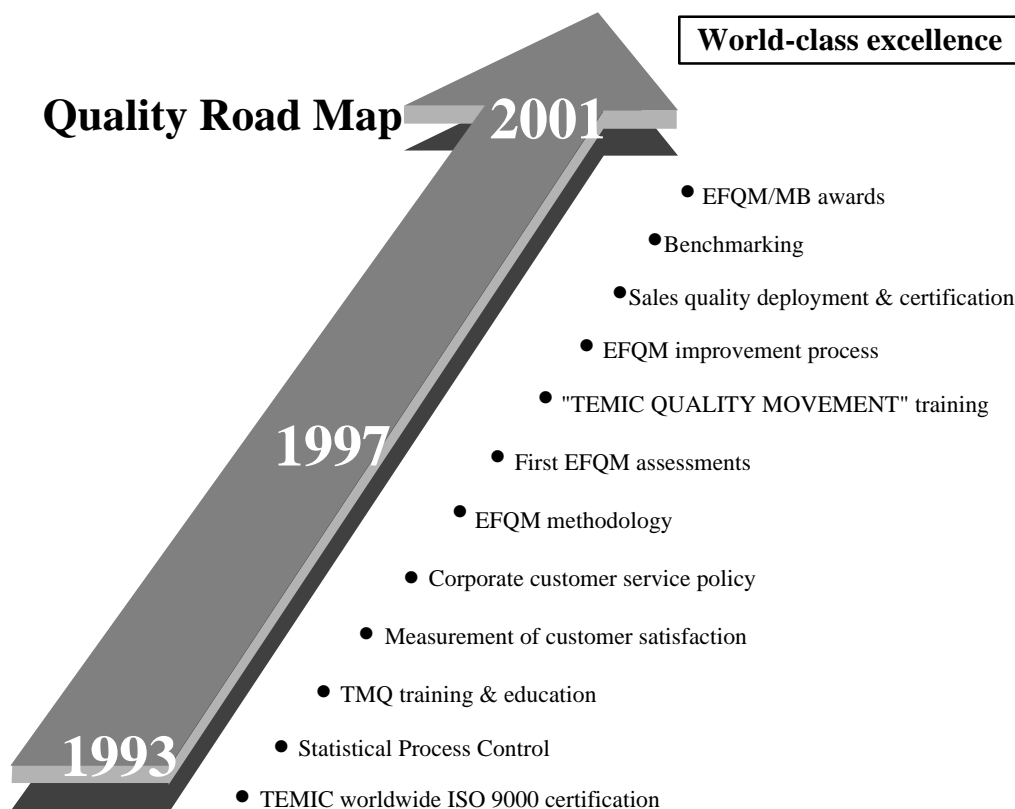 World-class excellence
Quality Road Map
2001
• EFQM/MB awards
• Benchmarking
• Sales quality deployment & certification
• EFQM improvement process
• "TEMIC QUALITY MOVEMENT" training
1997
• First EFQM assessments
• EFQM methodology
• Corporate customer service policy
• Measurement of customer satisfaction
• TMQ training & education
1993
• Statistical Process Control
• TEMIC worldwide ISO 9000 certification